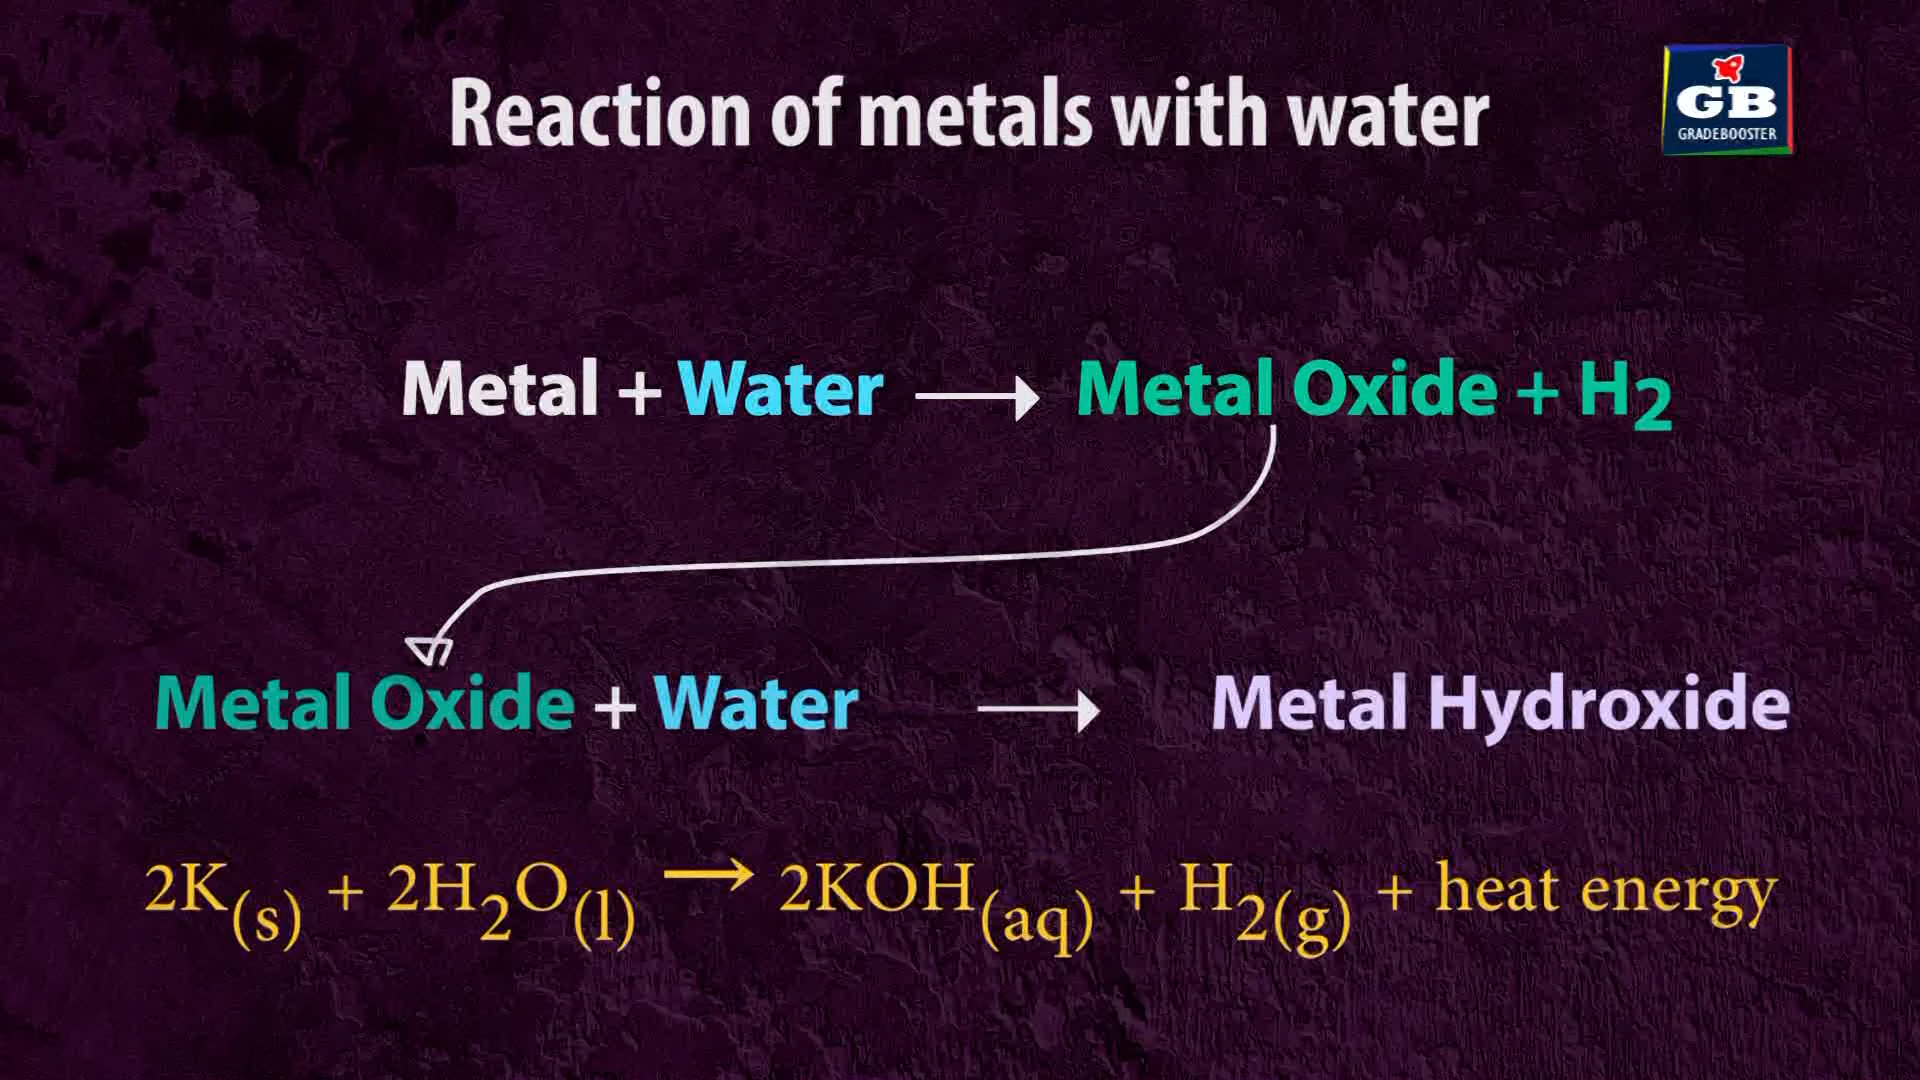 Reaction of metals with water
GB
GRADEBOOSTER
Metal + Water → Metal Oxide + H₂
Metal Oxide + Water → Metal Hydroxide
2K(s) + 2H₂O(l) → 2KOH(aq) + H₂(g) + heat energy